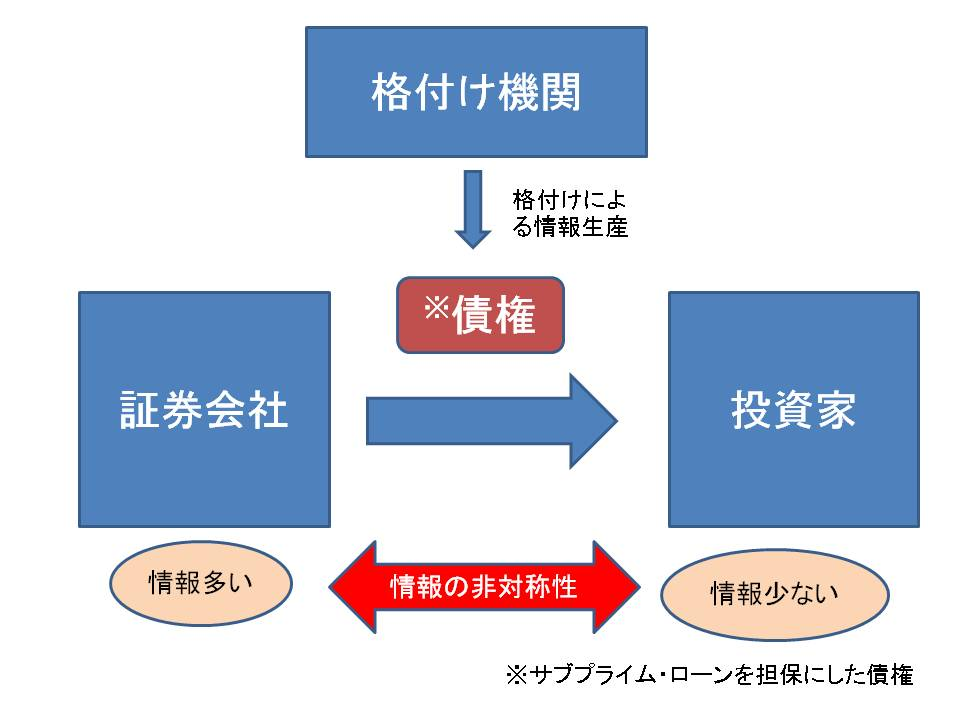 格付け機関
格付けによ
る情報生産
※債権
証券会社
投資家
情報多い
情報の非対称性
情報少ない
※サブプライム・ローンを担保にした債権